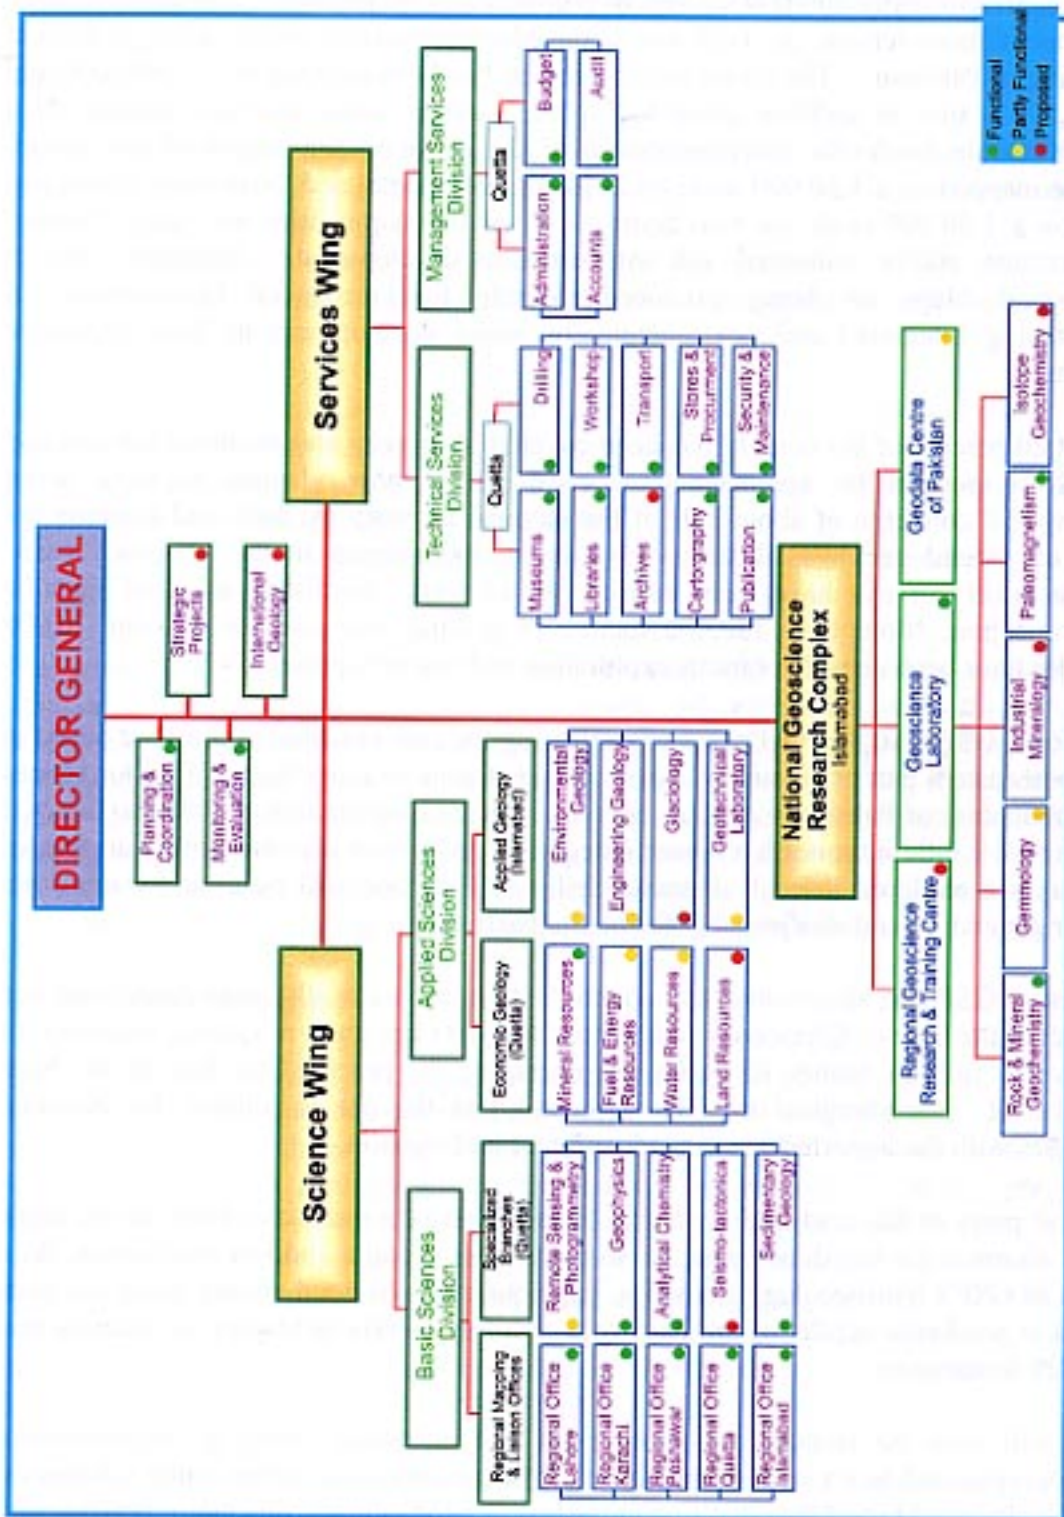 DIRECTOR GENERAL
Planning &
Coordination
Monitoring &
Evaluation
Strategic
Projects
International
Geology
Science Wing
Services Wing
Basic Sciences
Division
Applied Sciences
Division
Technical Services
Division
Management Services
Division
Regional Mapping
& Liaison Offices
Specialized
Branches
(Quetta)
Economic Geology
(Quetta)
Applied Geology
(Islamabad)
Quetta
Quetta
Regional Office
Lahore
Regional Office
Karachi
Regional Office
Peshawar
Regional Office
Quetta
Regional Office
Islamabad
Remote Sensing &
Photogrammetry
Geophysics
Analytical Chemistry
Seismo-tectonics
Sedimentary
Geology
Mineral Resources
Fuel & Energy
Resources
Water Resources
Land Resources
Environmental
Geology
Engineering Geology
Glaciology
Geotechnical
Laboratory
Museums
Libraries
Archives
Cartorgraphy
Publication
Drilling
Workshop
Transport
Stores &
Procurment
Security &
Maintenance
Administration
Accounts
Budget
Audit
National Geoscience
Research Complex
Islamabad
Regional Geoscience
Research & Training Centre
Geoscience
Laboratory
Geodata Centre
of Pakistan
Rock & Mineral
Geochemistry
Gemmology
Industrial
Mineralogy
Paleomagnetism
Isotope
Geochemistry
Functional
Partly Functional
Proposed